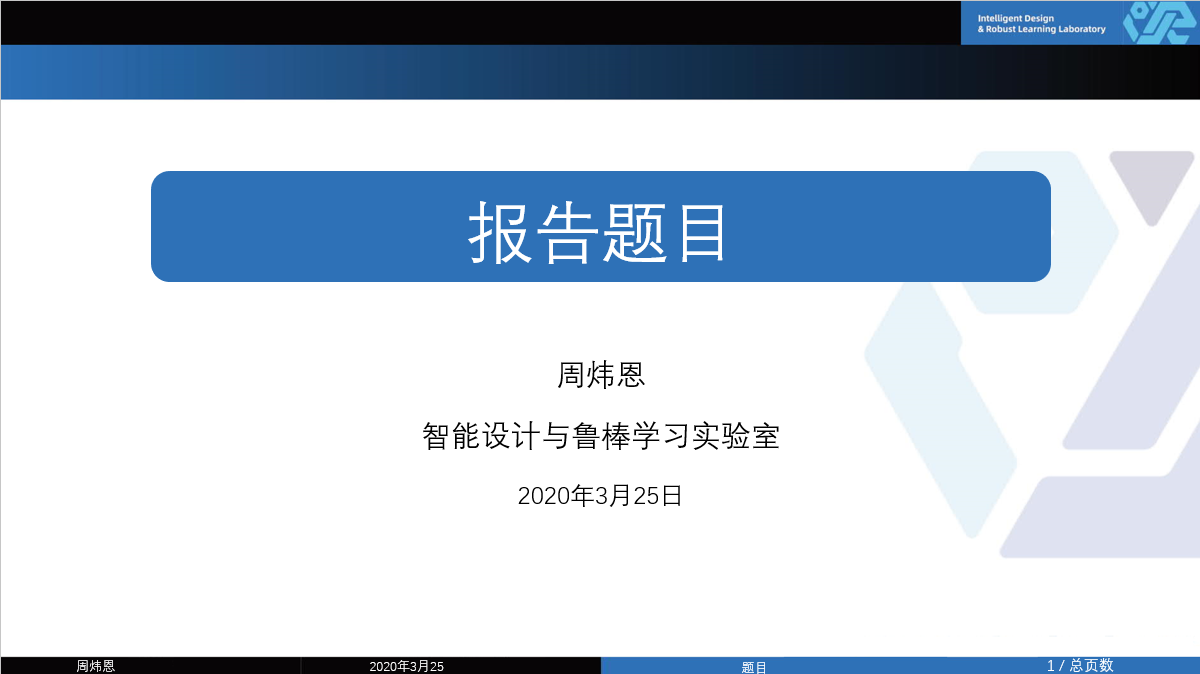 Intelligent Design
& Robust Learning Laboratory
报告题目
周炜恩
智能设计与鲁棒学习实验室
2020年3月25日
周炜恩
2020年3月25
题目
1 / 总页数